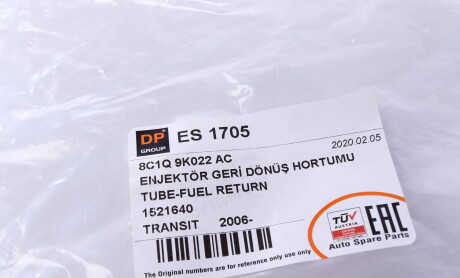 DP GROUP ES 1705
2020.02.05
8C1Q 9K022 AC
ENJEKTÖR GERİ DÖNÜŞ HORTUMU
TUBE-FUEL RETURN
1521640
TRANSIT 2006-
TÜV
AUSTRIA
EAC
Auto Spare Parts
The Original numbers are for reference only use only